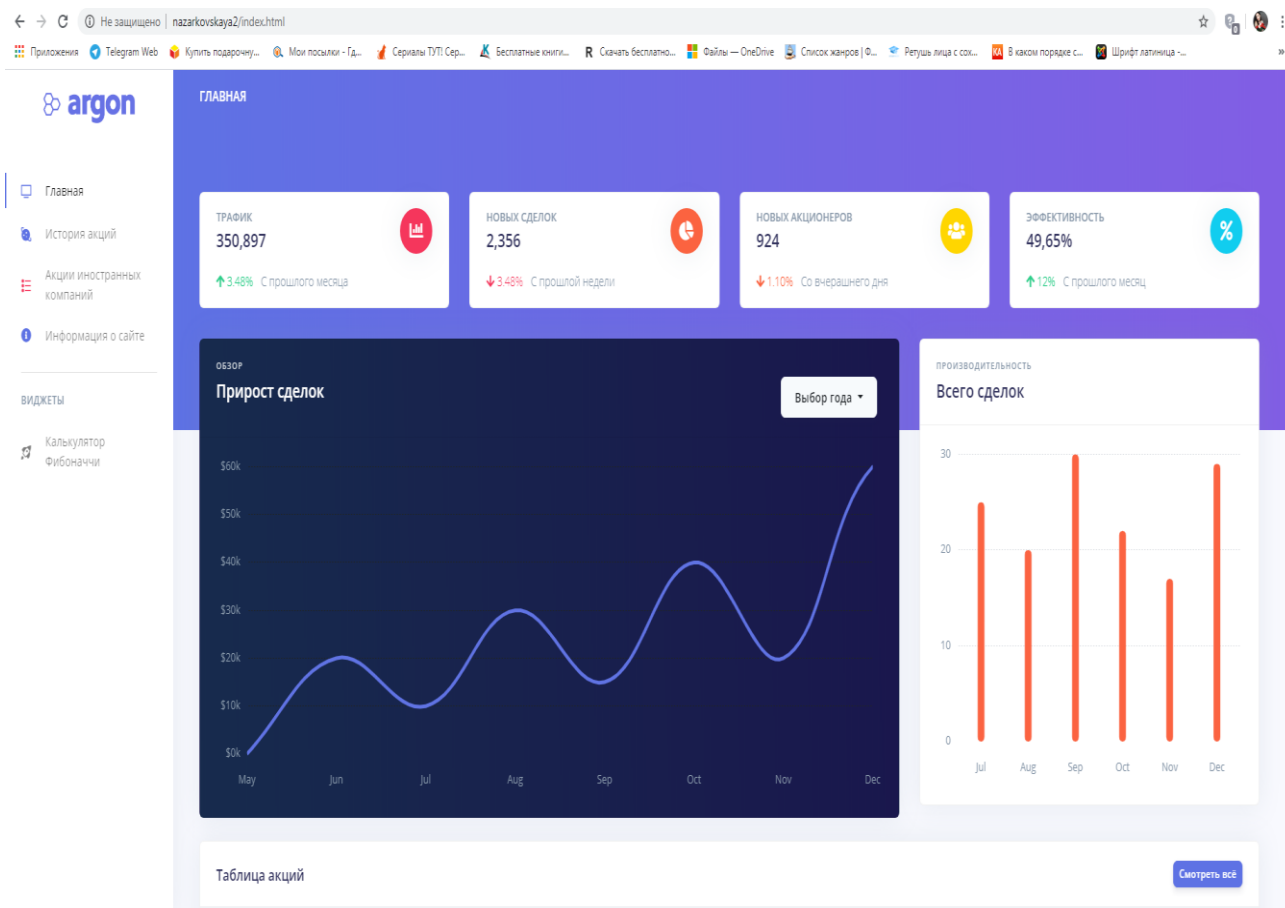 Не защищено | nazarkovskaya2/index.html
Приложения Telegram Web Купить подарочну... Мои посылки - Гд... Сериалы ТУТ! Сер... Бесплатные книги... Скачать бесплатно... Файлы — OneDrive Список жанров | Ф... Ретушь лица с сох... В каком порядке с... Шрифт латиница -... »
argon
Главная
История акций
Акции иностранных
компаний
Информация о сайте
ВИДЖЕТЫ
Калькулятор
Фибоначчи
ГЛАВНАЯ
ТРАФИК
350,897
3.48% С прошлого месяца
НОВЫХ СДЕЛОК
2,356
3.48% С прошлой недели
НОВЫХ АКЦИОНЕРОВ
924
1.10% Со вчерашнего дня
ЭФФЕКТИВНОСТЬ
49,65%
%
12% С прошлого месяц
ОБЗОР
Прирост сделок
Выбор года
$60k
$50k
$40k
$30k
$20k
$10k
$0k
May Jun Jul Aug Sep Oct Nov Dec
ПРОИЗВОДИТЕЛЬНОСТЬ
Всего сделок
30
20
10
0
Jul Aug Sep Oct Nov Dec
Таблица акций
Смотреть всё